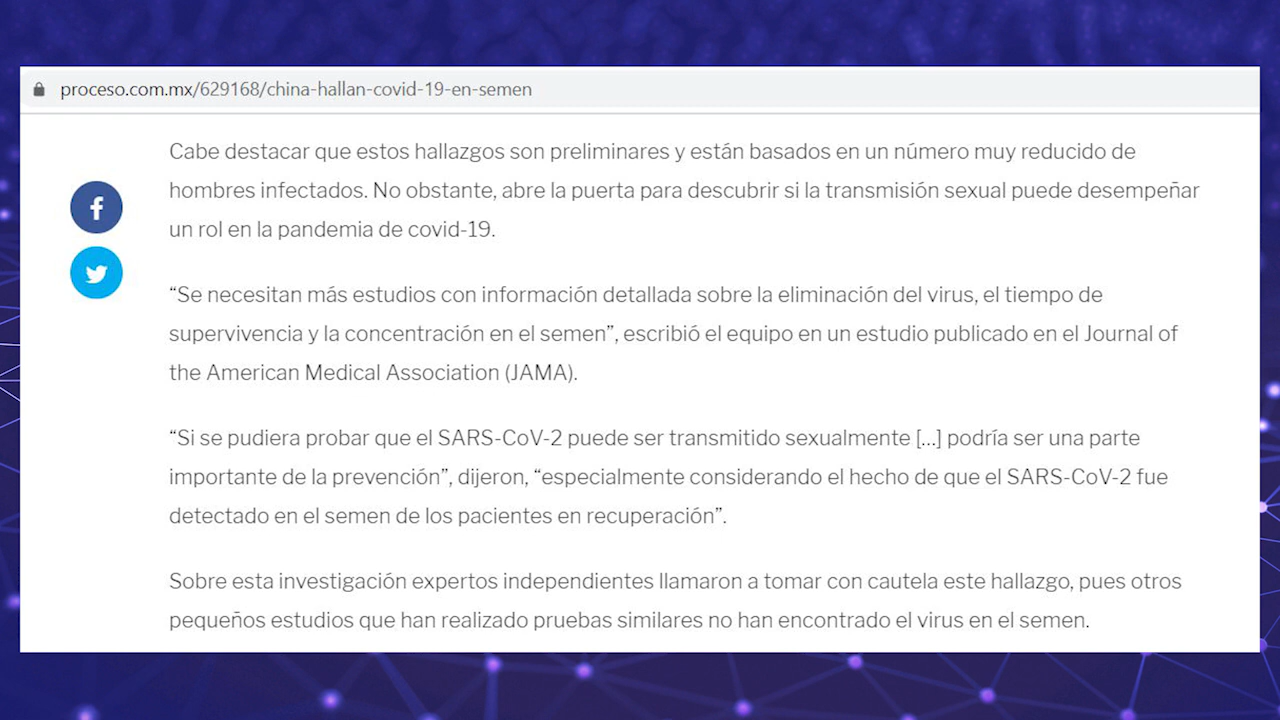 proceso.com.mx/629168/china-hallan-covid-19-en-semen
Cabe destacar que estos hallazgos son preliminares y están basados en un número muy reducido de
hombres infectados. No obstante, abre la puerta para descubrir si la transmisión sexual puede desempeñar
un rol en la pandemia de covid-19.
“Se necesitan más estudios con información detallada sobre la eliminación del virus, el tiempo de
supervivencia y la concentración en el semen”, escribió el equipo en un estudio publicado en el Journal of
the American Medical Association (JAMA).
“Si se pudiera probar que el SARS-CoV-2 puede ser transmitido sexualmente [...] podría ser una parte
importante de la prevención”, dijeron, “especialmente considerando el hecho de que el SARS-CoV-2 fue
detectado en el semen de los pacientes en recuperación”.
Sobre esta investigación expertos independientes llamaron a tomar con cautela este hallazgo, pues otros
pequeños estudios que han realizado pruebas similares no han encontrado el virus en el semen.